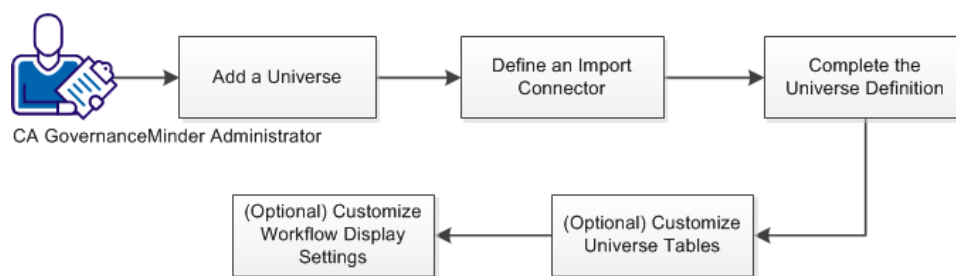 CA GovernanceMinder Administrator
Add a Universe
Define an Import
Connector
Complete the
Universe Definition
(Optional) Customize
Universe Tables
(Optional) Customize
Workflow Display
Settings